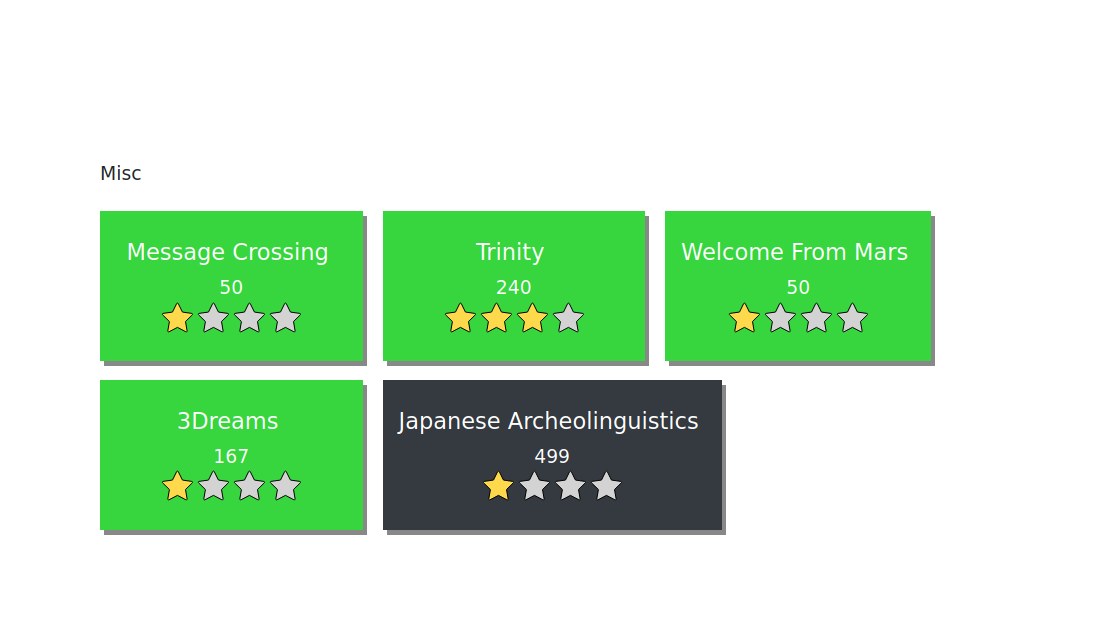 Misc
Message Crossing
50
Trinity
240
Welcome From Mars
50
3Dreams
167
Japanese Archeolinguistics
499